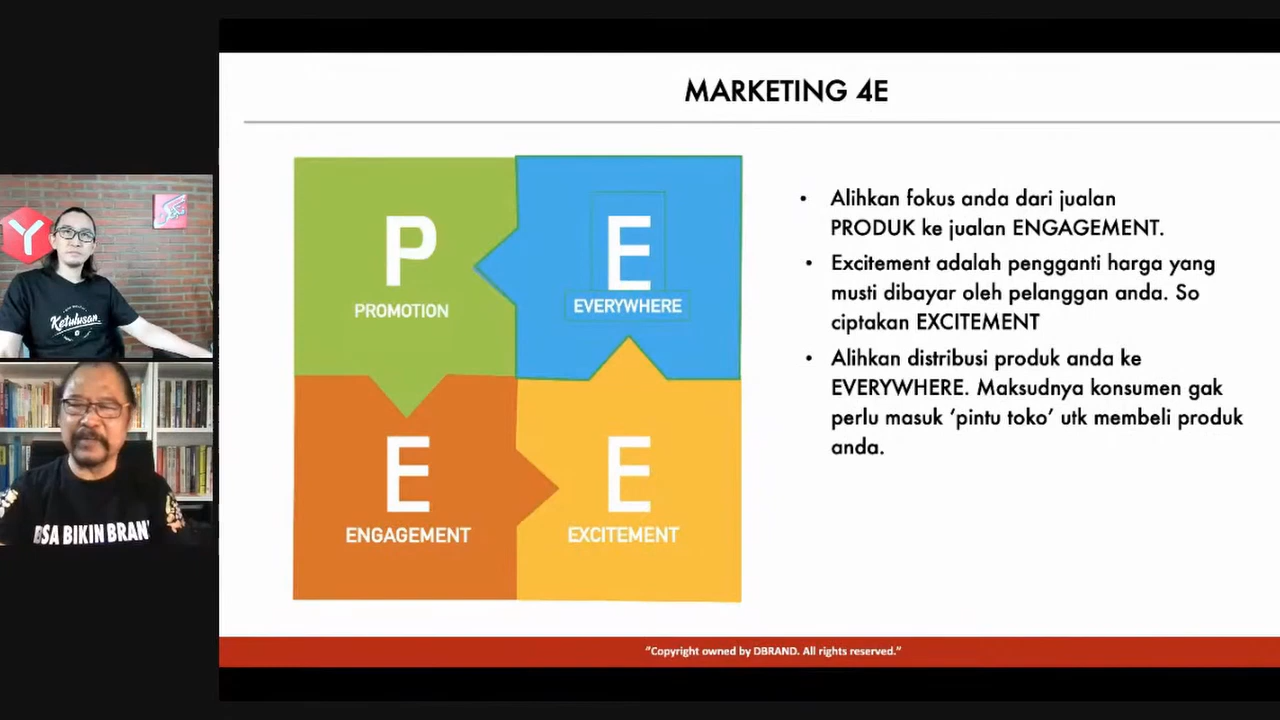 MARKETING 4E
P
PROMOTION
E
EVERYWHERE
E
ENGAGEMENT
E
EXCITEMENT
• Alihkan fokus anda dari jualan
PRODUK ke jualan ENGAGEMENT.
• Excitement adalah pengganti harga yang
musti dibayar oleh pelanggan anda. So
ciptakan EXCITEMENT
• Alihkan distribusi produk anda ke
EVERYWHERE. Maksudnya konsumen gak
perlu masuk ‘pintu toko’ utk membeli produk
anda.
“Copyright owned by DBRAND. All rights reserved.”
Y
Ketulusan.
BIKIN BRAN